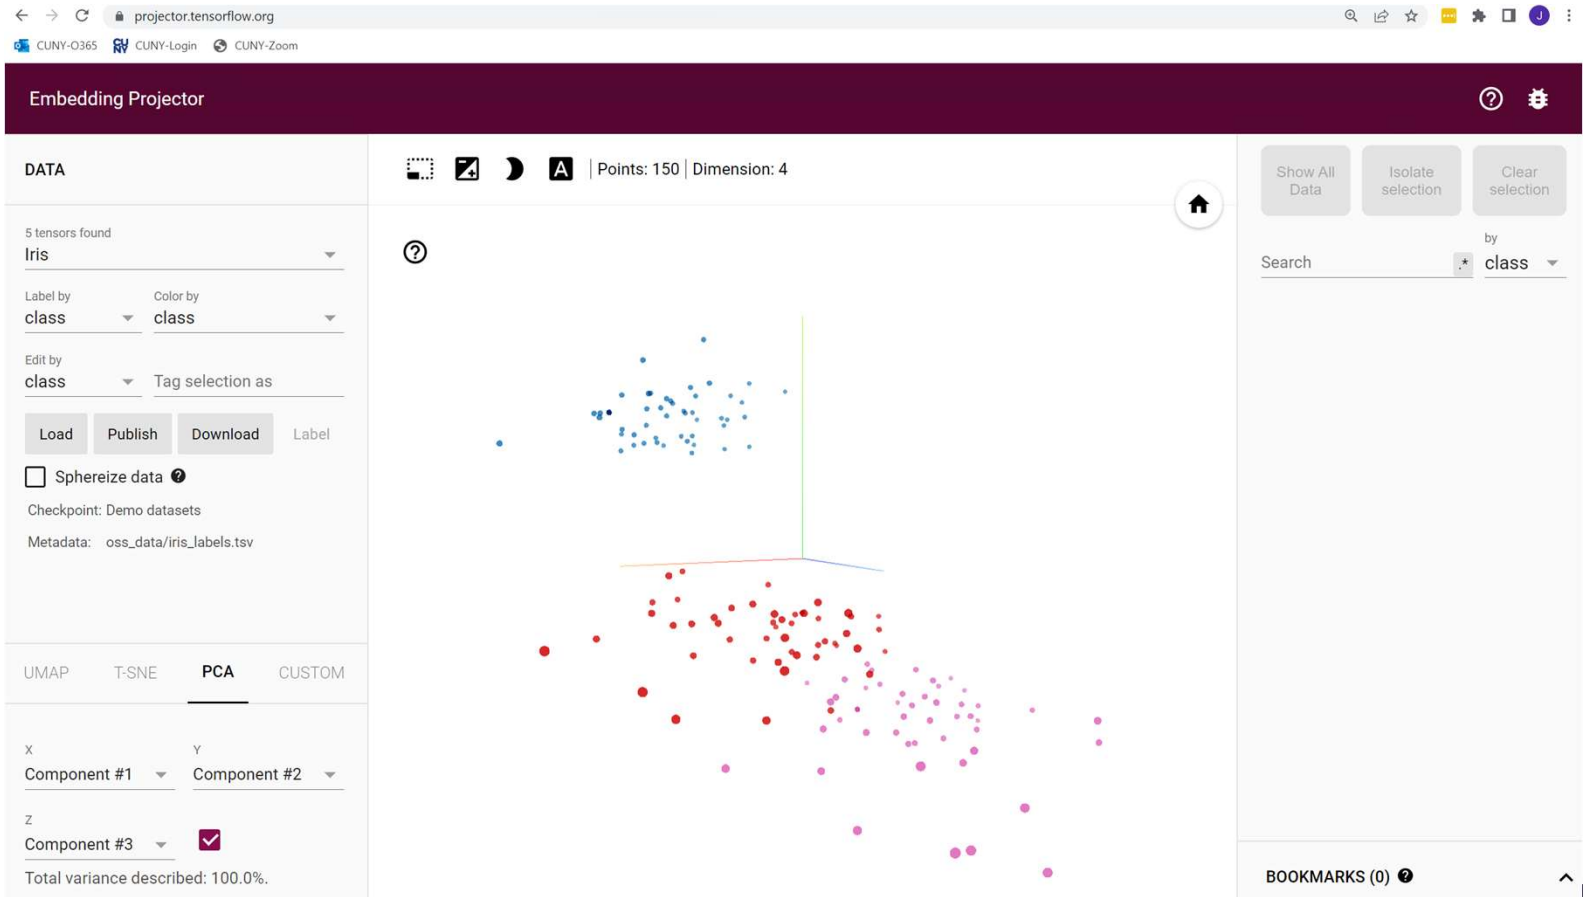 projector.tensorflow.org
CUNY-O365 CUNY-Login CUNY-Zoom
Embedding Projector
DATA
5 tensors found
Iris
Label by Color by
class class
Edit by
class Tag selection as
Load Publish Download Label
Sphereize data
Checkpoint: Demo datasets
Metadata: oss_data/iris_labels.tsv
UMAP T-SNE PCA CUSTOM
X Y
Component #1 Component #2
Z
Component #3
Total variance described: 100.0%.
A | Points: 150 | Dimension: 4
Show All Data
Isolate selection
Clear selection
by
Search .* class
BOOKMARKS (0)
J